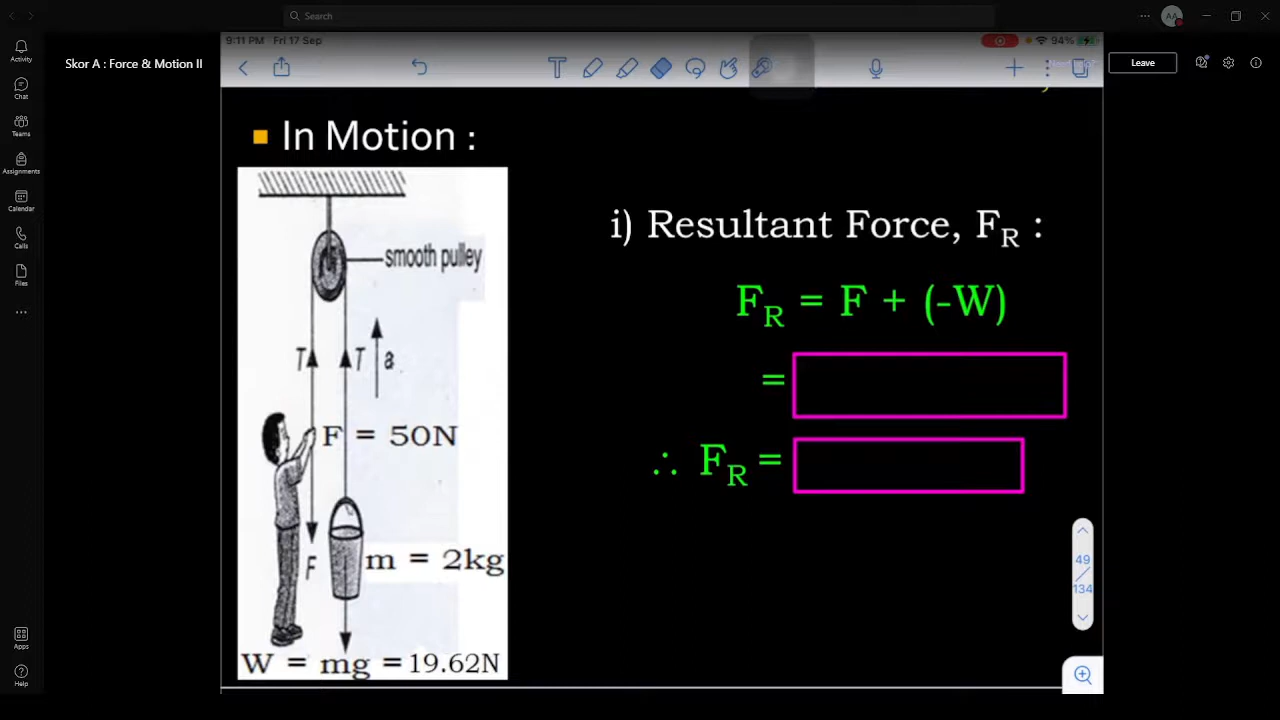 Search
AA
Activity
Chat
Teams
Assignments
Calendar
Calls
Files
Apps
Help
Skor A : Force & Motion II
Leave
9:11 PM Fri 17 Sep
94%
In Motion :
smooth pulley
T T a
F = 50N
F
m = 2kg
W = mg = 19.62N
i) Resultant Force, FR :
FR = F + (-W)
=
∴ FR =
49
134